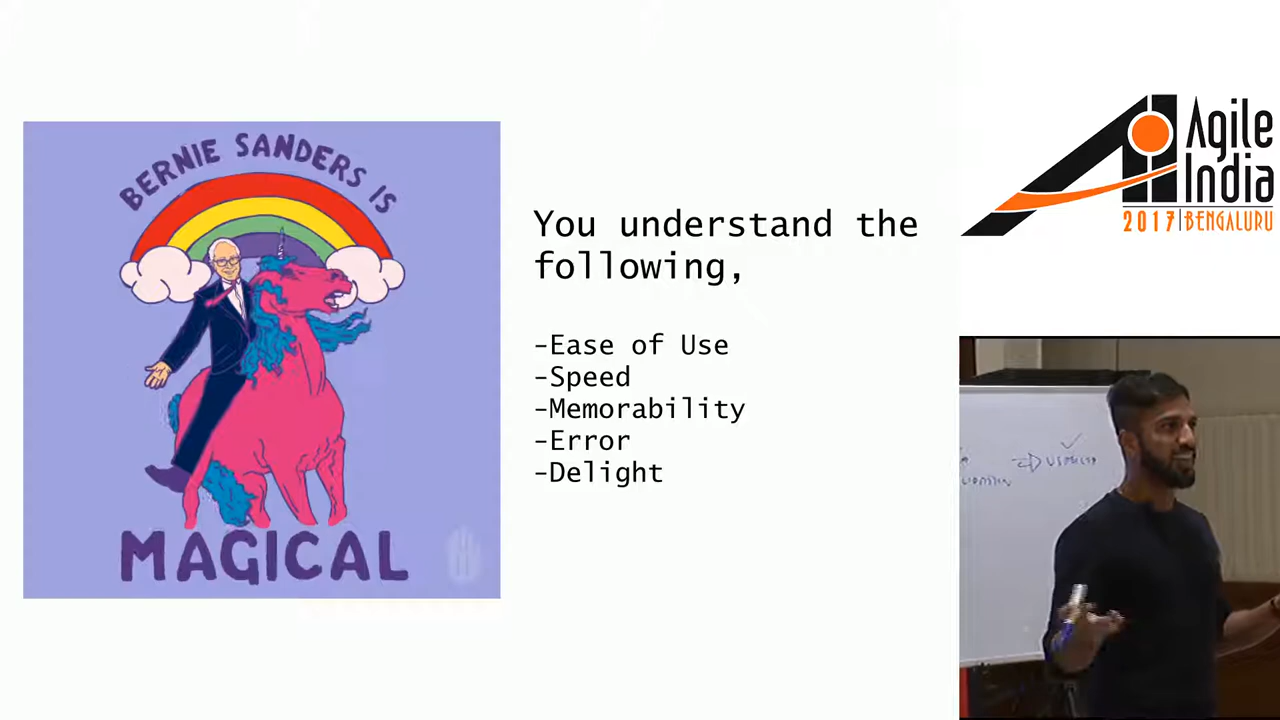 BERNIE SANDERS IS
MAGICAL
You understand the
following,
-Ease of Use
-Speed
-Memorability
-Error
-Delight
Agile
India
2017 | BENGALURU